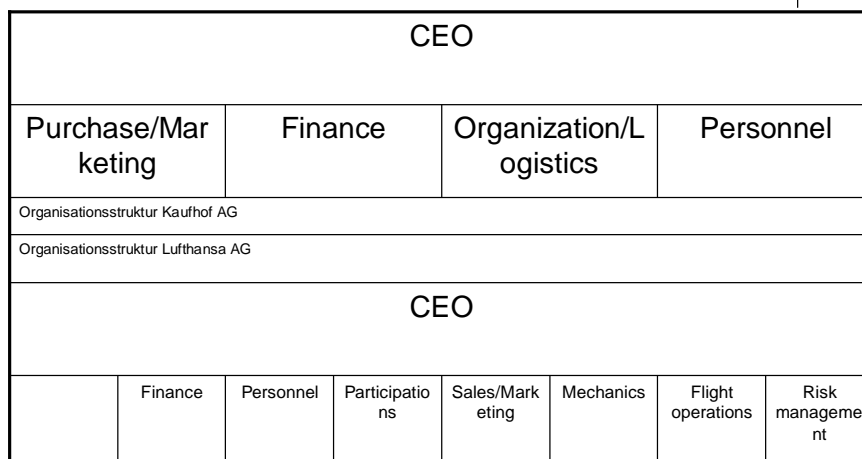 CEO
Purchase/Mar
keting
Finance
Organization/L
ogistics
Personnel
Organisationsstruktur Kaufhof AG
Organisationsstruktur Lufthansa AG
CEO
Finance
Personnel
Participatio
ns
Sales/Mark
eting
Mechanics
Flight
operations
Risk
manageme
nt